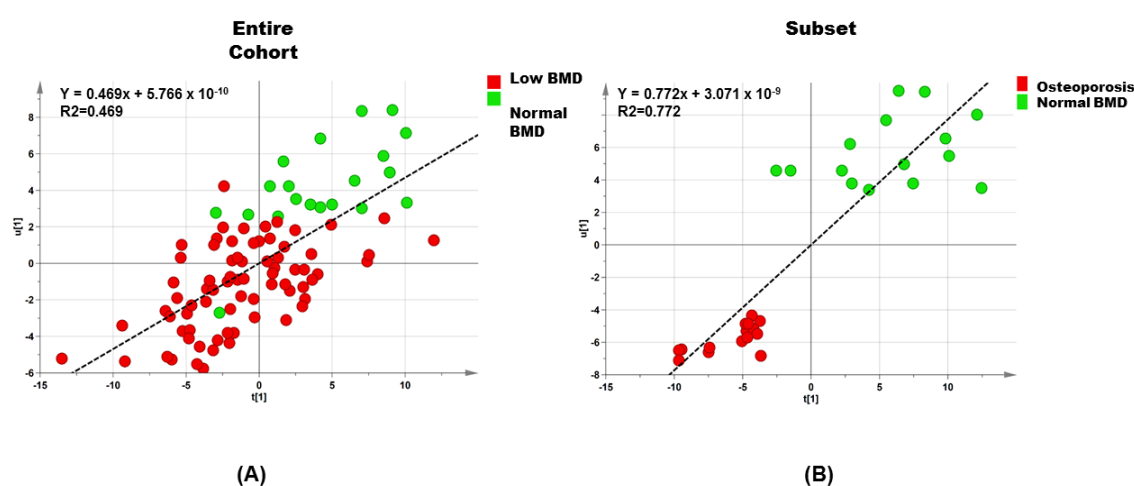 Entire
Cohort
Y = 0.469x + 5.766 x 10-10
R2=0.469
Low BMD
Normal
BMD
8
6
4
2
0
-2
-4
-6
-15
-10
-5
0
5
10
u[1]
t[1]
(A)
Subset
Y = 0.772x + 3.071 x 10-9
R2=0.772
Osteoporosis
Normal BMD
6
4
2
0
-2
-4
-6
-8
-15
-10
-5
0
5
10
u[1]
t[1]
(B)